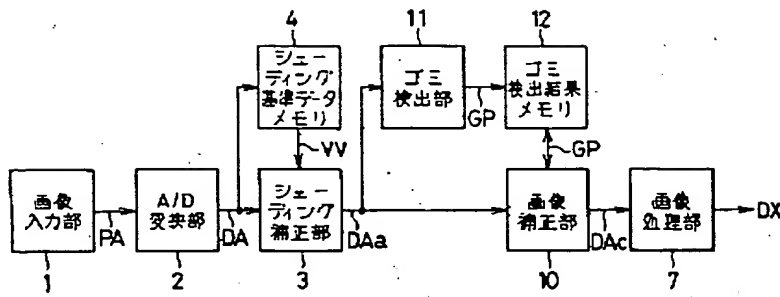 4
11
12
シェー
ディング
基準データ
メモリ
ゴミ
検出部
GP
ゴミ
検出結果
メモリ
VV
GP
画像
入力部
PA
A/D
変換部
DA
シェー
ディング
補正部
DAa
画像
補正部
DAc
画像
処理部
DX
1
2
3
10
7